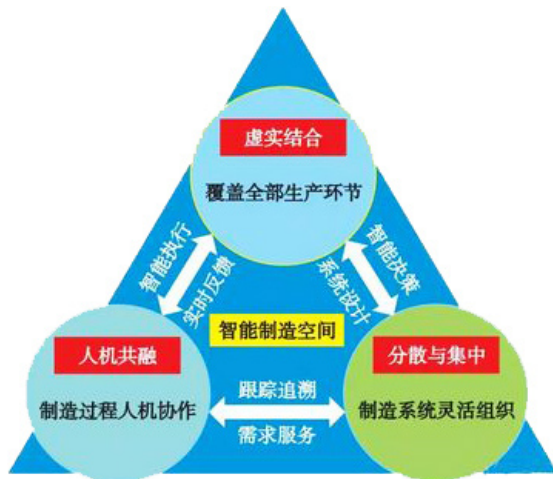 虚实结合
覆盖全部生产环节
智能执行
实时反馈
智能决策
系统设计
智能制造空间
人机共融
制造过程人机协作
跟踪追溯
需求服务
分散与集中
制造系统灵活组织